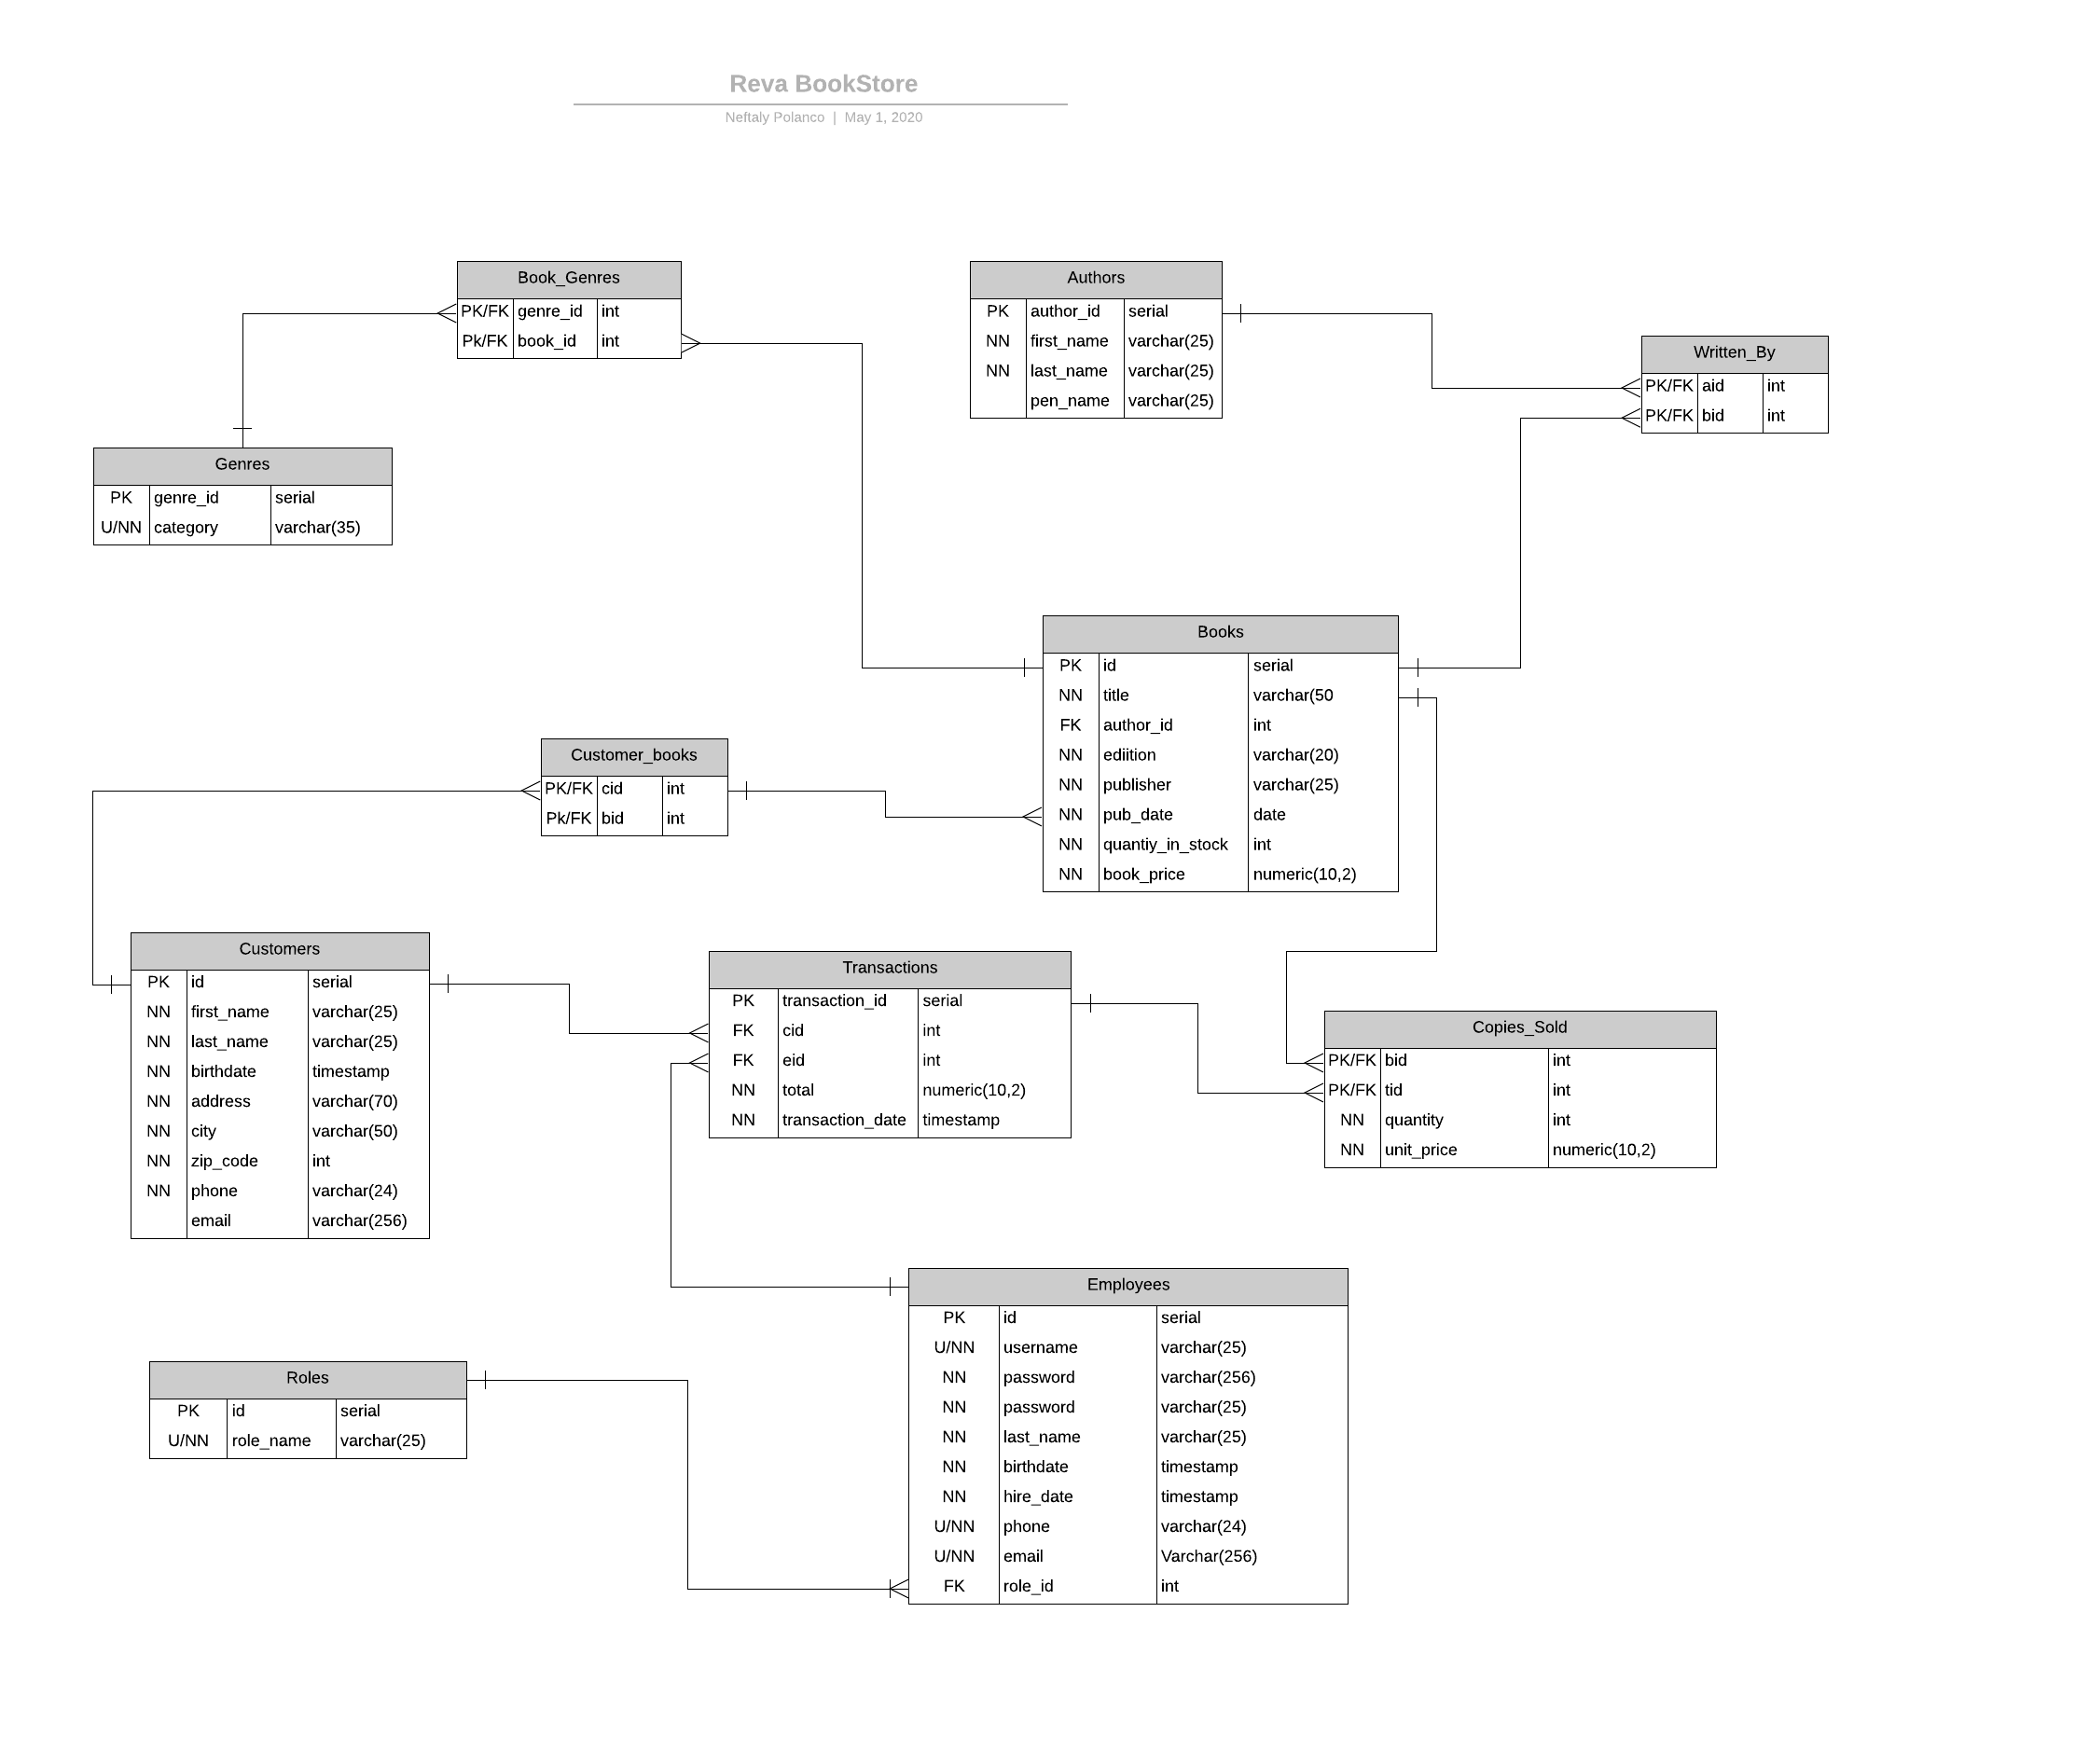 Reva BookStore
Neftaly Polanco | May 1, 2020
Book_Genres
PK/FK genre_id int
Pk/FK book_id int
Authors
PK author_id serial
NN first_name varchar(25)
NN last_name varchar(25)
pen_name varchar(25)
Written_By
PK/FK aid int
PK/FK bid int
Genres
PK genre_id serial
U/NN category varchar(35)
Books
PK id serial
NN title varchar(50
FK author_id int
NN ediition varchar(20)
NN publisher varchar(25)
NN pub_date date
NN quantiy_in_stock int
NN book_price numeric(10,2)
Customer_books
PK/FK cid int
Pk/FK bid int
Customers
PK id serial
NN first_name varchar(25)
NN last_name varchar(25)
NN birthdate timestamp
NN address varchar(70)
NN city varchar(50)
NN zip_code int
NN phone varchar(24)
email varchar(256)
Transactions
PK transaction_id serial
FK cid int
FK eid int
NN total numeric(10,2)
NN transaction_date timestamp
Copies_Sold
PK/FK bid int
PK/FK tid int
NN quantity int
NN unit_price numeric(10,2)
Employees
PK id serial
U/NN username varchar(25)
NN password varchar(256)
NN password varchar(25)
NN last_name varchar(25)
NN birthdate timestamp
NN hire_date timestamp
U/NN phone varchar(24)
U/NN email Varchar(256)
FK role_id int
Roles
PK id serial
U/NN role_name varchar(25)